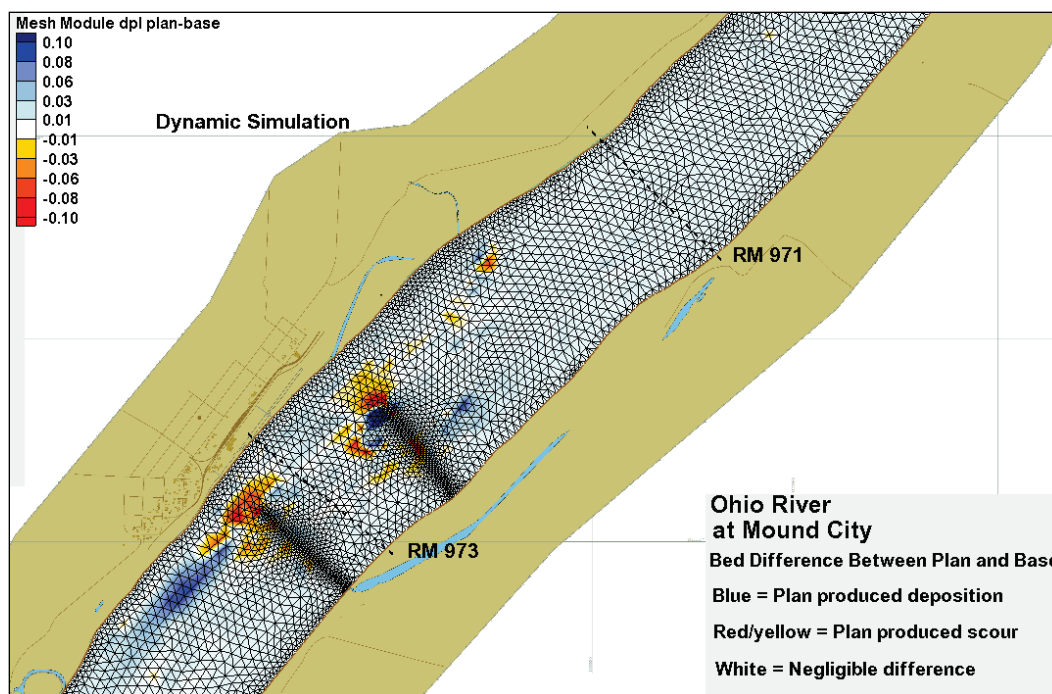 Mesh Module dpl plan-base
0.10
0.08
0.06
0.03
0.01
-0.01
-0.03
-0.06
-0.08
-0.10
Dynamic Simulation
RM 971
RM 973
Ohio River
at Mound City
Bed Difference Between Plan and Base
Blue = Plan produced deposition
Red/yellow = Plan produced scour
White = Negligible difference